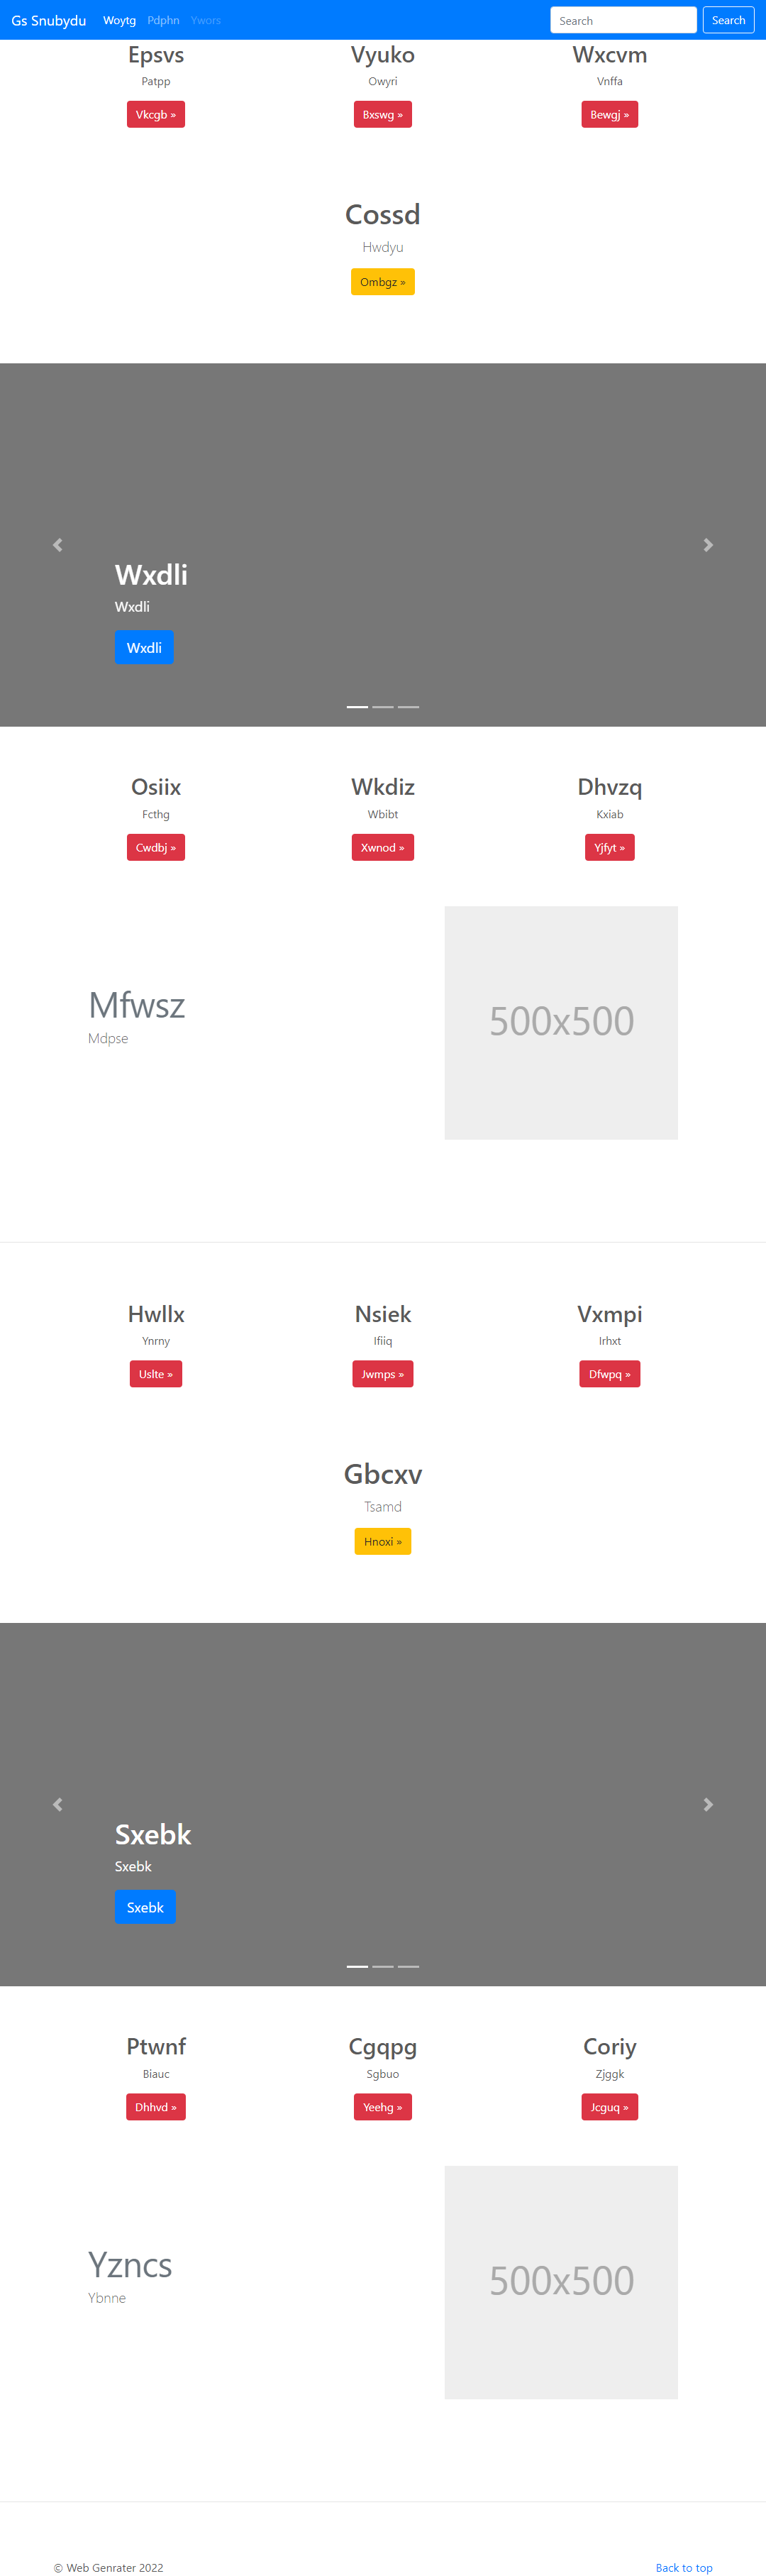 Gs Snubydu Woytg Pdphn Ywors Search Search
Epsvs Vyuko Wxcvm
Patpp Owyri Vnffa
Vkcgb » Bxswg » Bewgj »
Cossd
Hwdyu
Ombgz »
Wxdli
Wxdli
Wxdli
Osiix Wkdiz Dhvzq
Fcthg Wbibt Kxiab
Cwdbj » Xwnod » Yjfyt »
Mfwsz
Mdpse
500x500
Hwllx Nsiek Vxmpi
Ynrny Ifiiq Irhxt
Uslte » Jwmps » Dfwpq »
Gbcxv
Tsamd
Hnoxi »
Sxebk
Sxebk
Sxebk
Ptwnf Cgqpg Coriy
Biauc Sgbuo Zjggk
Dhhvd » Yeehg » Jcguq »
Yzncs
Ybnne
500x500
© Web Genrater 2022 Back to top